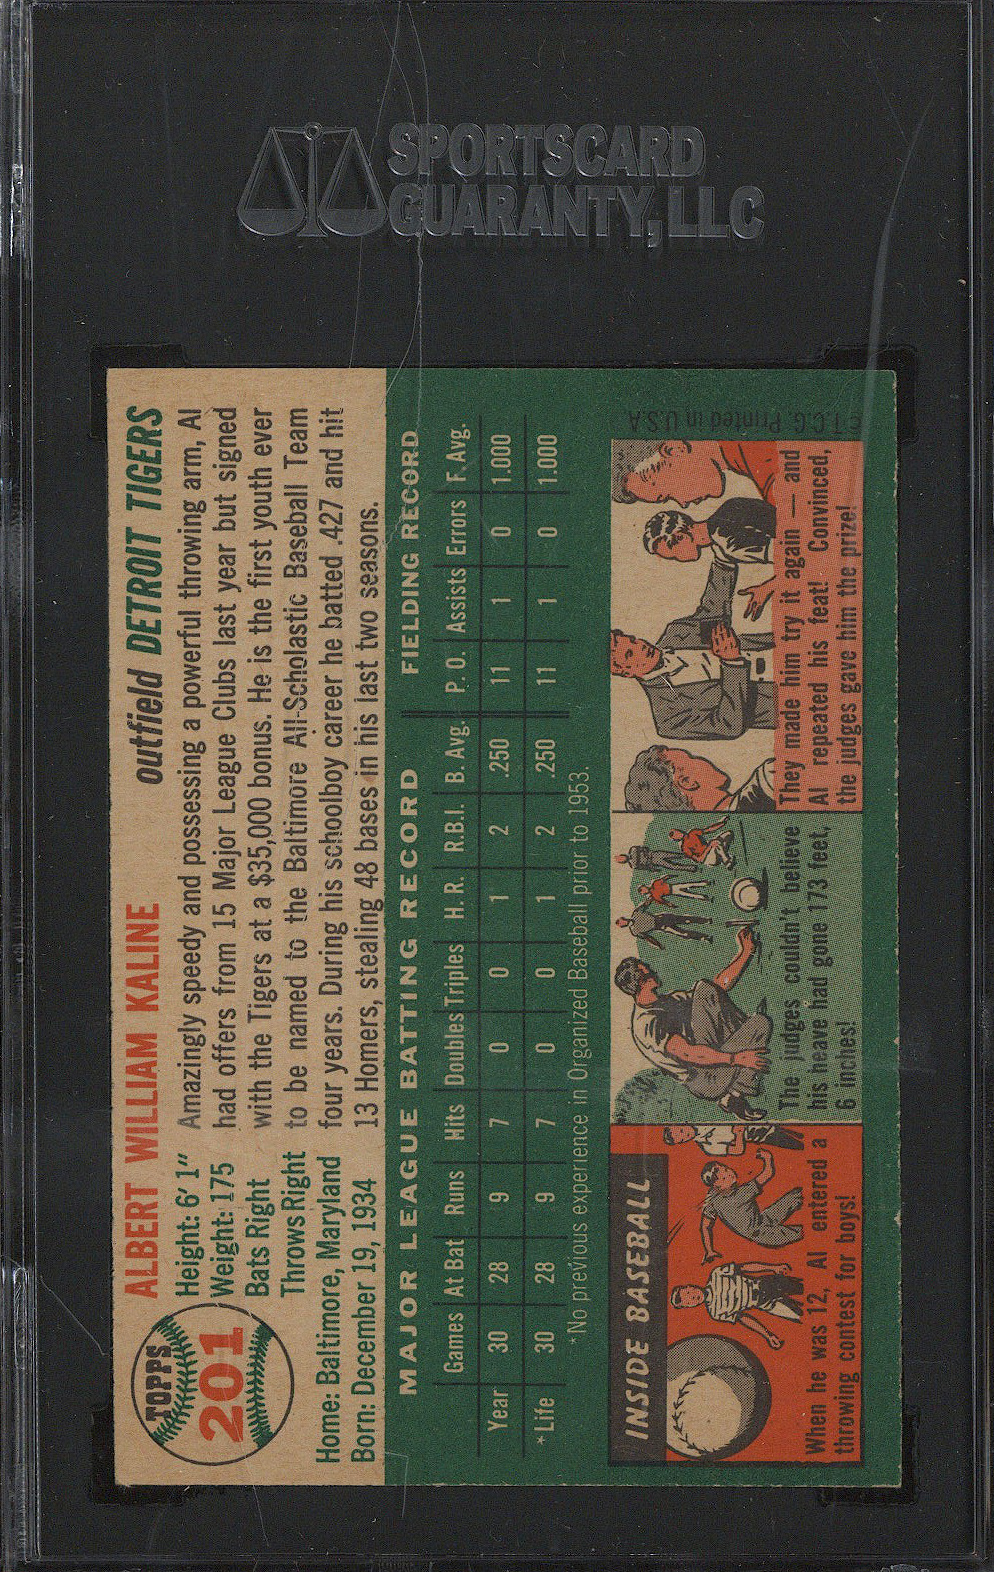 SPORTSCARD
GUARANTY, LLC
TOPPS
201
ALBERT WILLIAM KALINE
outfield DETROIT TIGERS
Height: 6' 1"
Weight: 175
Bats Right
Throws Right
Home: Baltimore, Maryland
Born: December 19, 1934
Amazingly speedy and possessing a powerful throwing arm, Al
had offers from 15 Major League Clubs last year but signed
with the Tigers at a $35,000 bonus. He is the first youth ever
to be named to the Baltimore All-Scholastic Baseball Team
four years. During his schoolboy career he batted .427 and hit
13 Homers, stealing 48 bases in his last two seasons.
MAJOR LEAGUE BATTING RECORD FIELDING RECORD
Games At Bat Runs Hits Doubles Triples H. R. R.B.I. B. Avg. P. O. Assists Errors F. Avg.
Year 30 28 9 7 0 0 1 2 .250 11 1 0 1.000
*Life 30 28 9 7 0 0 1 2 .250 11 1 0 1.000
*No previous experience in Organized Baseball prior to 1953.
INSIDE BASEBALL
When he was 12, Al entered a
throwing contest for boys!
The judges couldn't believe
his heave had gone 173 feet,
6 inches!
They made him try it again — and
Al repeated his feat! Convinced,
the judges gave him the prize!
©T.C.G. Printed in U.S.A